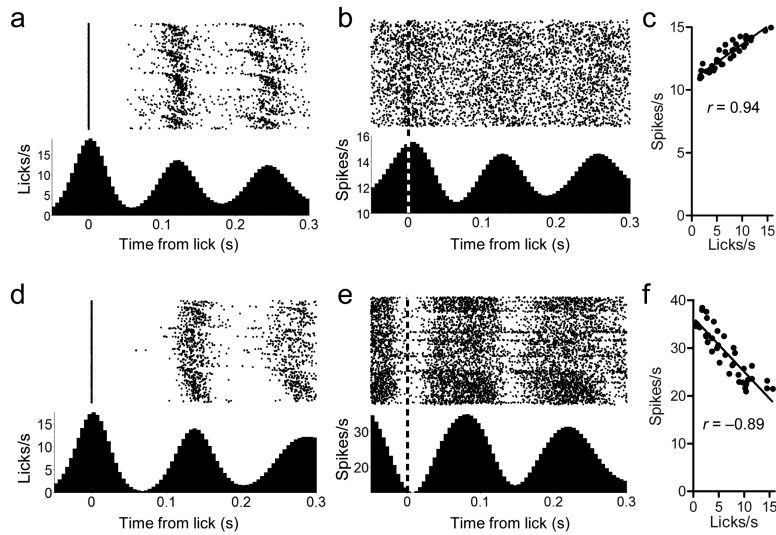 a
Licks/s
15
10
5
0
0
0.1
0.2
0.3
Time from lick (s)
b
Spikes/s
16
14
12
10
0
0.1
0.2
0.3
Time from lick (s)
c
Spikes/s
15
10
5
0
r = 0.94
0
5
10
15
Licks/s
d
Licks/s
15
10
5
0
0
0.1
0.2
0.3
Time from lick (s)
e
Spikes/s
30
20
0
0.1
0.2
0.3
Time from lick (s)
f
Spikes/s
40
30
20
10
0
r = –0.89
0
5
10
15
Licks/s